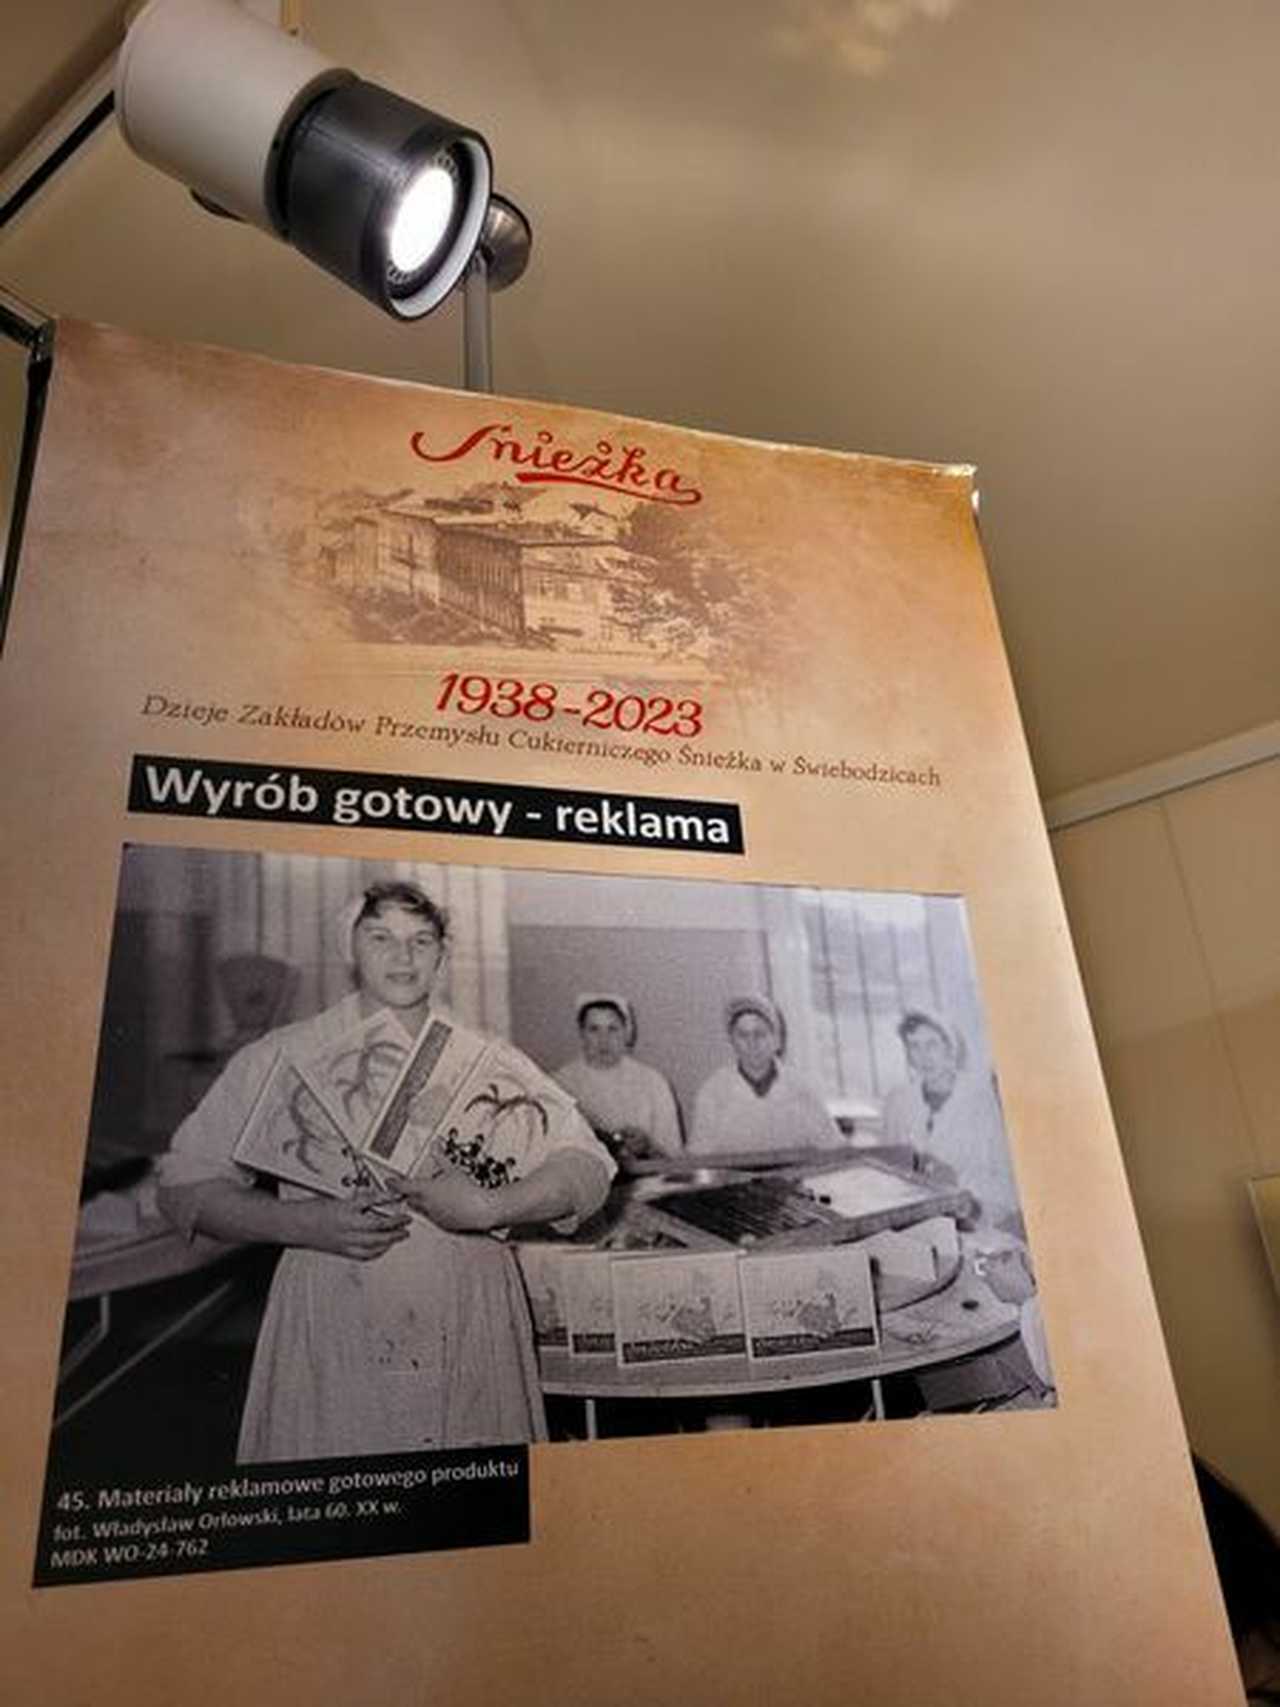 Śnieżka
1938-2023
Dzieje Zakładów Przemysłu Cukierniczego Śnieżka w Świebodzicach
Wyrób gotowy - reklama
45. Materiały reklamowe gotowego produktu
fot. Władysław Orłowski, lata 60. XX w.
MDK WO-24-762